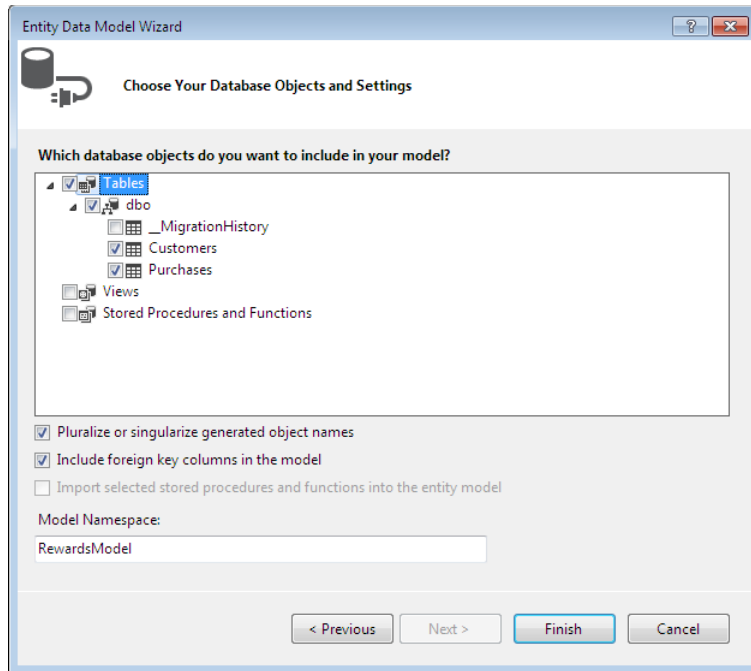 Entity Data Model Wizard
?
Choose Your Database Objects and Settings
Which database objects do you want to include in your model?
Tables
dbo
__MigrationHistory
Customers
Purchases
Views
Stored Procedures and Functions
Pluralize or singularize generated object names
Include foreign key columns in the model
Import selected stored procedures and functions into the entity model
Model Namespace:
RewardsModel
< Previous Next > Finish Cancel